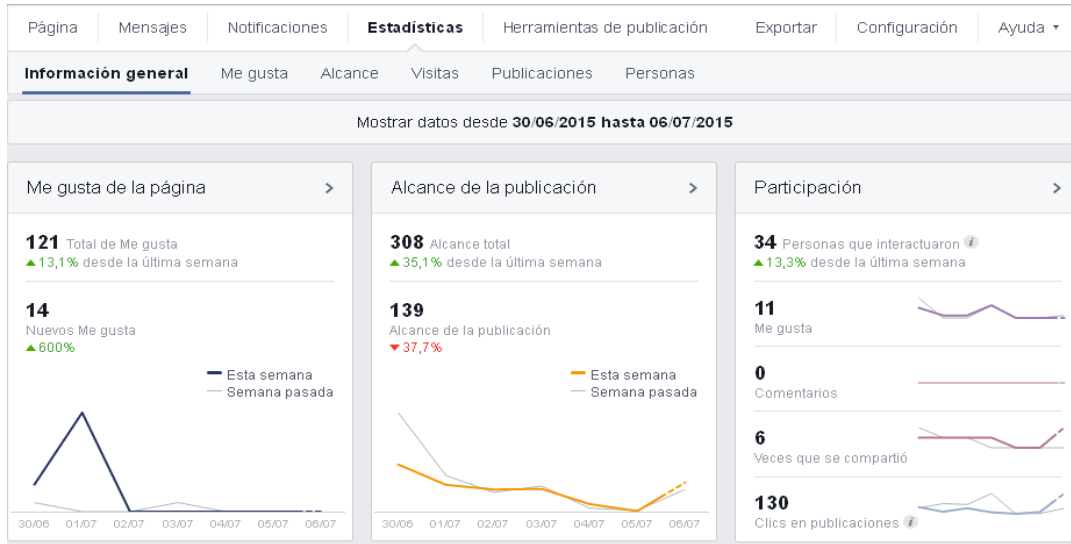 Página Mensajes Notificaciones Estadísticas Herramientas de publicación Exportar Configuración Ayuda
Información general Me gusta Alcance Visitas Publicaciones Personas
Mostrar datos desde 30/06/2015 hasta 06/07/2015
Me gusta de la página
121 Total de Me gusta
13,1% desde la última semana
14
Nuevos Me gusta
600%
Esta semana
Semana pasada
30/06 01/07 02/07 03/07 04/07 05/07 06/07
Alcance de la publicación
308 Alcance total
35,1% desde la última semana
139
Alcance de la publicación
37,7%
Esta semana
Semana pasada
30/06 01/07 02/07 03/07 04/07 05/07 06/07
Participación
34 Personas que interactuaron i
13,3% desde la última semana
11
Me gusta
0
Comentarios
6
Veces que se compartió
130
Clics en publicaciones i